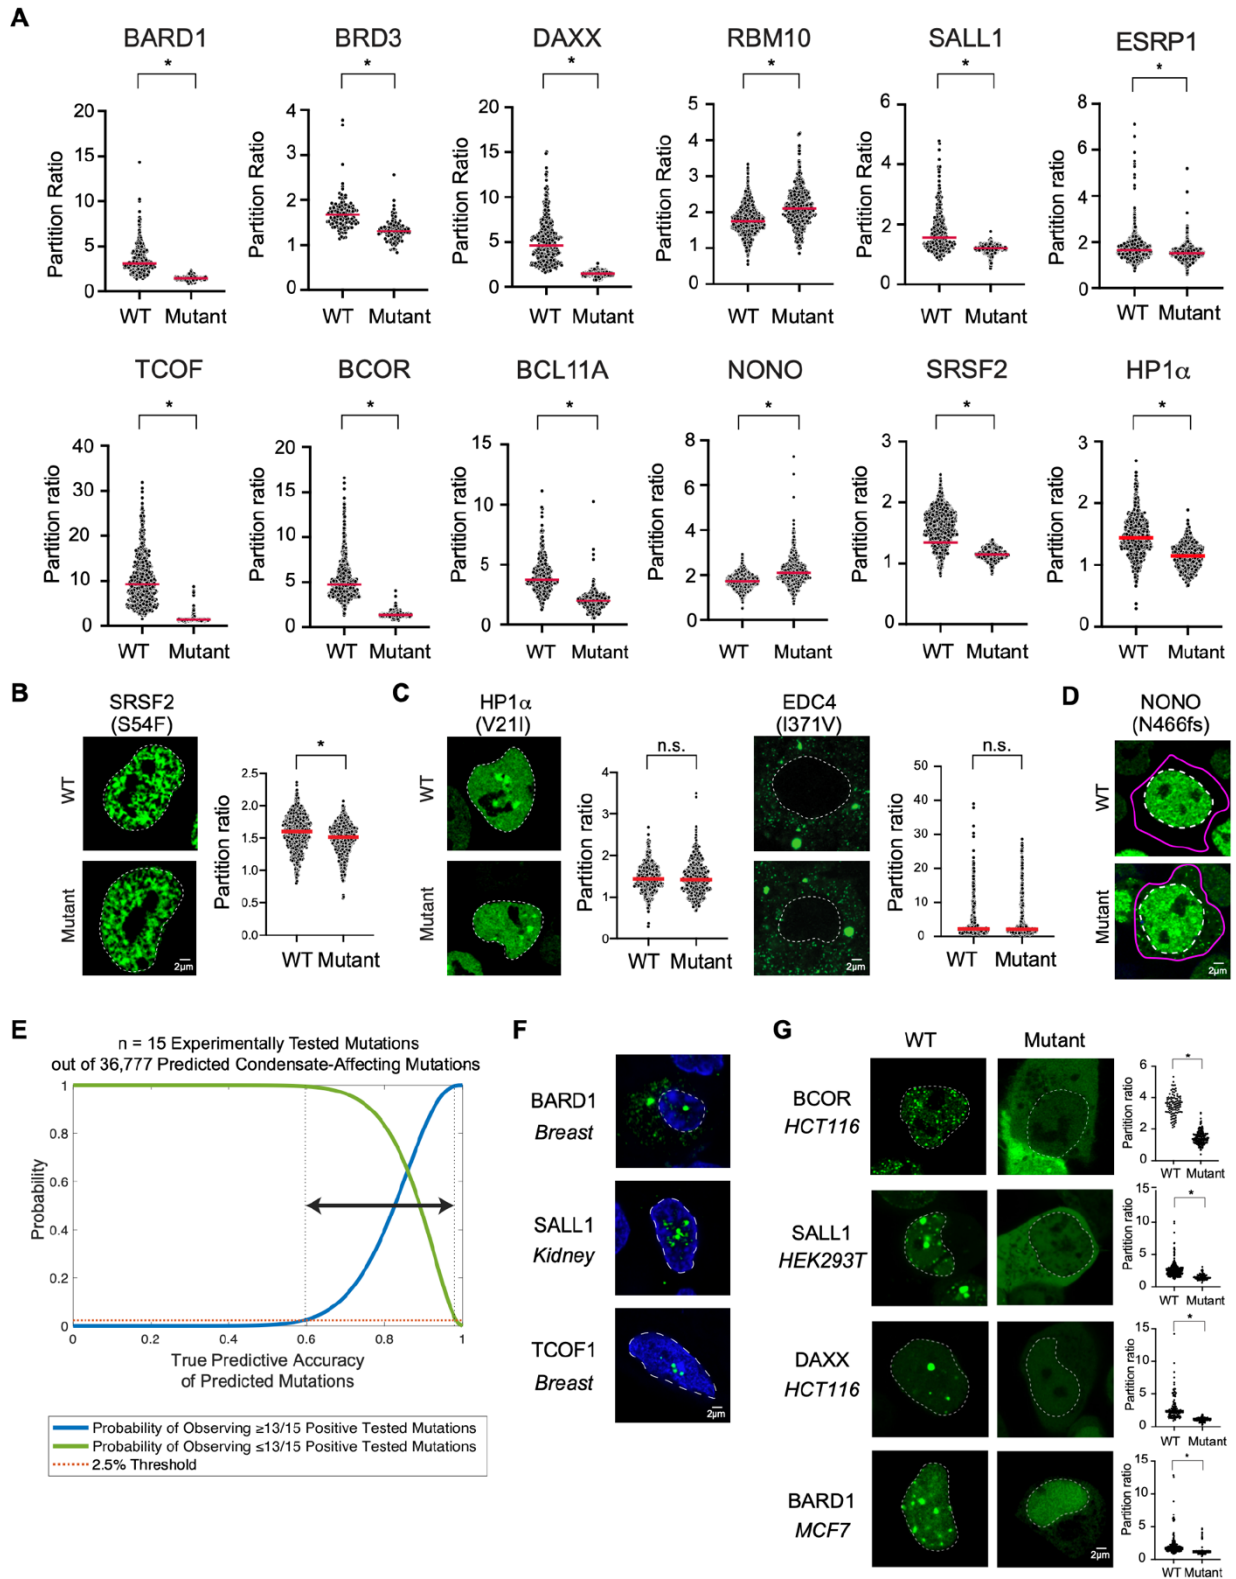 A
BARD1
*
Partition Ratio
20
15
10
5
0
WT Mutant
BRD3
*
Partition Ratio
4
3
2
1
0
WT Mutant
DAXX
*
Partition Ratio
20
15
10
5
0
WT Mutant
RBM10
*
Partition Ratio
5
4
3
2
1
0
WT Mutant
SALL1
*
Partition Ratio
6
4
2
0
WT Mutant
ESRP1
*
Partition ratio
8
6
4
2
0
WT Mutant
TCOF
*
Partition ratio
40
30
20
10
0
WT Mutant
BCOR
*
Partition ratio
20
15
10
5
0
WT Mutant
BCL11A
*
Partition ratio
15
10
5
0
WT Mutant
NONO
*
Partition ratio
8
6
4
2
0
WT Mutant
SRSF2
*
Partition ratio
3
2
1
0
WT Mutant
HP1α
*
Partition ratio
3
2
1
0
WT Mutant
B
SRSF2
(S54F)
WT
Mutant
2μm
*
Partition ratio
2.5
2.0
1.5
1.0
0.5
0.0
WT Mutant
C
HP1α
(V21I)
WT
Mutant
n.s.
Partition ratio
4
3
2
1
0
WT Mutant
EDC4
(I371V)
2μm
n.s.
Partition ratio
50
40
30
20
10
0
WT Mutant
D
NONO
(N466fs)
WT
Mutant
2μm
E
n = 15 Experimentally Tested Mutations
out of 36,777 Predicted Condensate-Affecting Mutations
Probability
1
0.8
0.6
0.4
0.2
0
0 0.2 0.4 0.6 0.8 1
True Predictive Accuracy
of Predicted Mutations
Probability of Observing ≥13/15 Positive Tested Mutations
Probability of Observing ≤13/15 Positive Tested Mutations
2.5% Threshold
F
BARD1
Breast
SALL1
Kidney
TCOF1
Breast
2μm
G
WT Mutant
BCOR
HCT116
*
Partition ratio
6
4
2
0
WT Mutant
SALL1
HEK293T
*
Partition ratio
15
10
5
0
WT Mutant
DAXX
HCT116
*
Partition ratio
15
10
5
0
WT Mutant
BARD1
MCF7
2μm
*
Partition ratio
15
10
5
0
WT Mutant